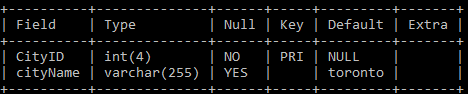 +----------+--------------+------+-----+---------+-------+
| Field    | Type         | Null | Key | Default | Extra |
+----------+--------------+------+-----+---------+-------+
| CityID   | int(4)       | NO   | PRI | NULL    |       |
| cityName | varchar(255) | YES  |     | toronto |       |
+----------+--------------+------+-----+---------+-------+